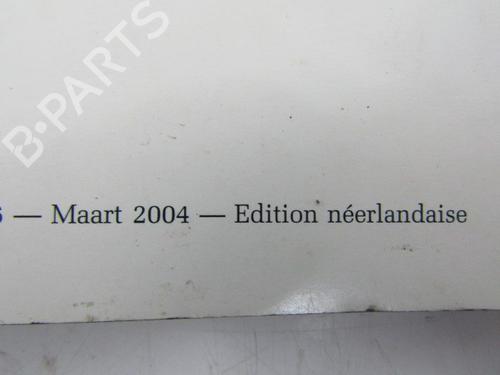 B-PARTS
— Maart 2004 — Edition néerlandaise